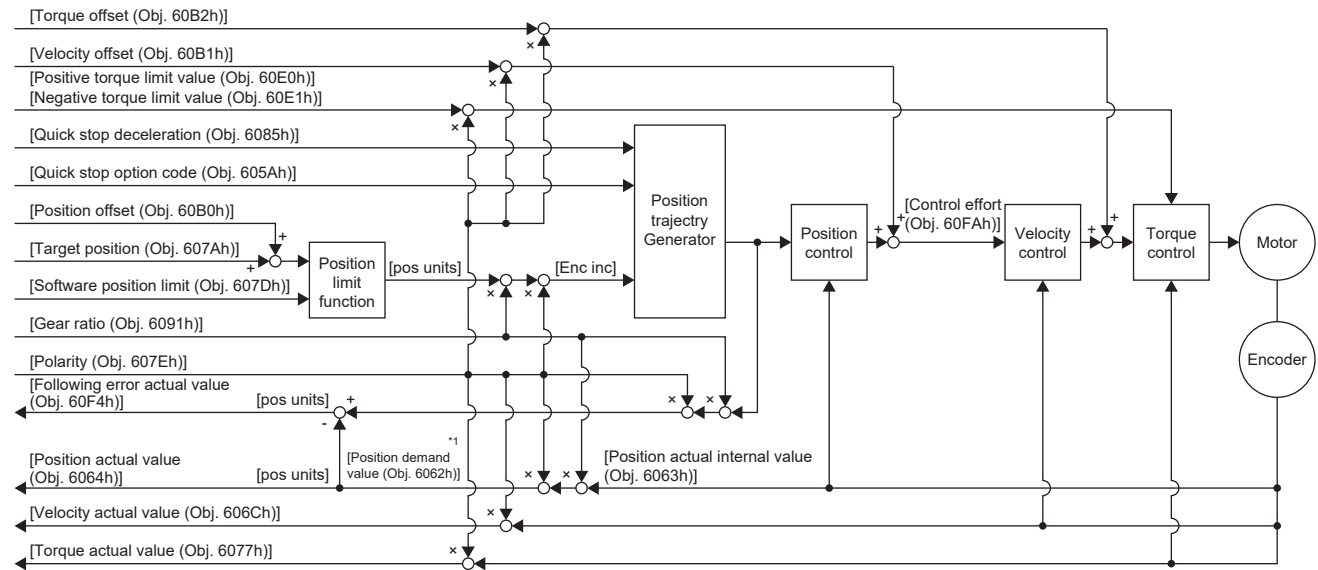 [Torque offset (Obj. 60B2h)]
×
[Velocity offset (Obj. 60B1h)]
×
[Positive torque limit value (Obj. 60E0h)]
[Negative torque limit value (Obj. 60E1h)]
×
[Quick stop deceleration (Obj. 6085h)]
[Quick stop option code (Obj. 605Ah)]
Position
trajectry
Generator
[Position offset (Obj. 60B0h)]
+
[Target position (Obj. 607Ah)]
+
[Software position limit (Obj. 607Dh)]
Position
limit
function
[pos units]
×
×
[Enc inc]
Position
control
+
+
[Control effort
(Obj. 60FAh)]
Velocity
control
+
+
Torque
control
Motor
Encoder
[Gear ratio (Obj. 6091h)]
[Polarity (Obj. 607Eh)]
[Following error actual value
(Obj. 60F4h)]
[pos units]
+
-
×
×
*1
[Position demand
value (Obj. 6062h)]
[Position actual value
(Obj. 6064h)]
[pos units]
×
×
[Position actual internal value
(Obj. 6063h)]
[Velocity actual value (Obj. 606Ch)]
×
[Torque actual value (Obj. 6077h)]
×